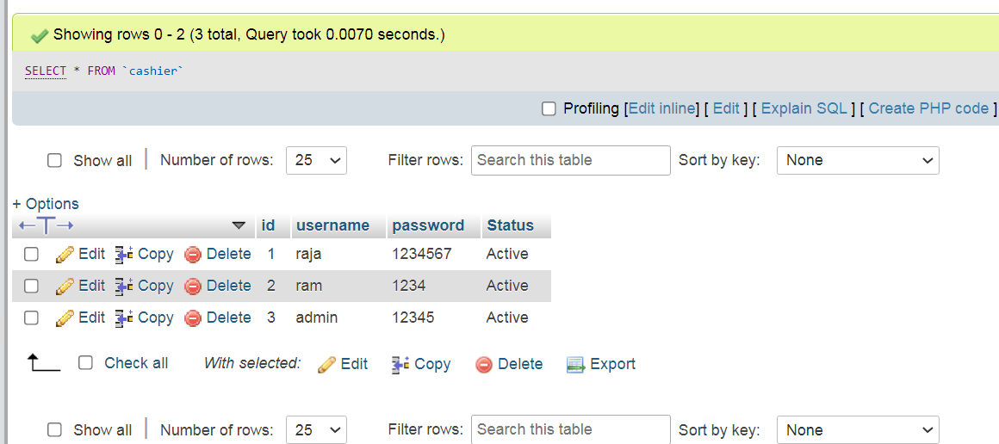 Showing rows 0 - 2 (3 total, Query took 0.0070 seconds.)
SELECT * FROM `cashier`
Profiling [Edit inline] [ Edit ] [ Explain SQL ] [ Create PHP code ]
Show all | Number of rows: 25 Filter rows: Search this table Sort by key: None
+ Options
←T→ id username password Status
Edit Copy Delete 1 raja 1234567 Active
Edit Copy Delete 2 ram 1234 Active
Edit Copy Delete 3 admin 12345 Active
Check all With selected: Edit Copy Delete Export
Show all | Number of rows: 25 Filter rows: Search this table Sort by key: None